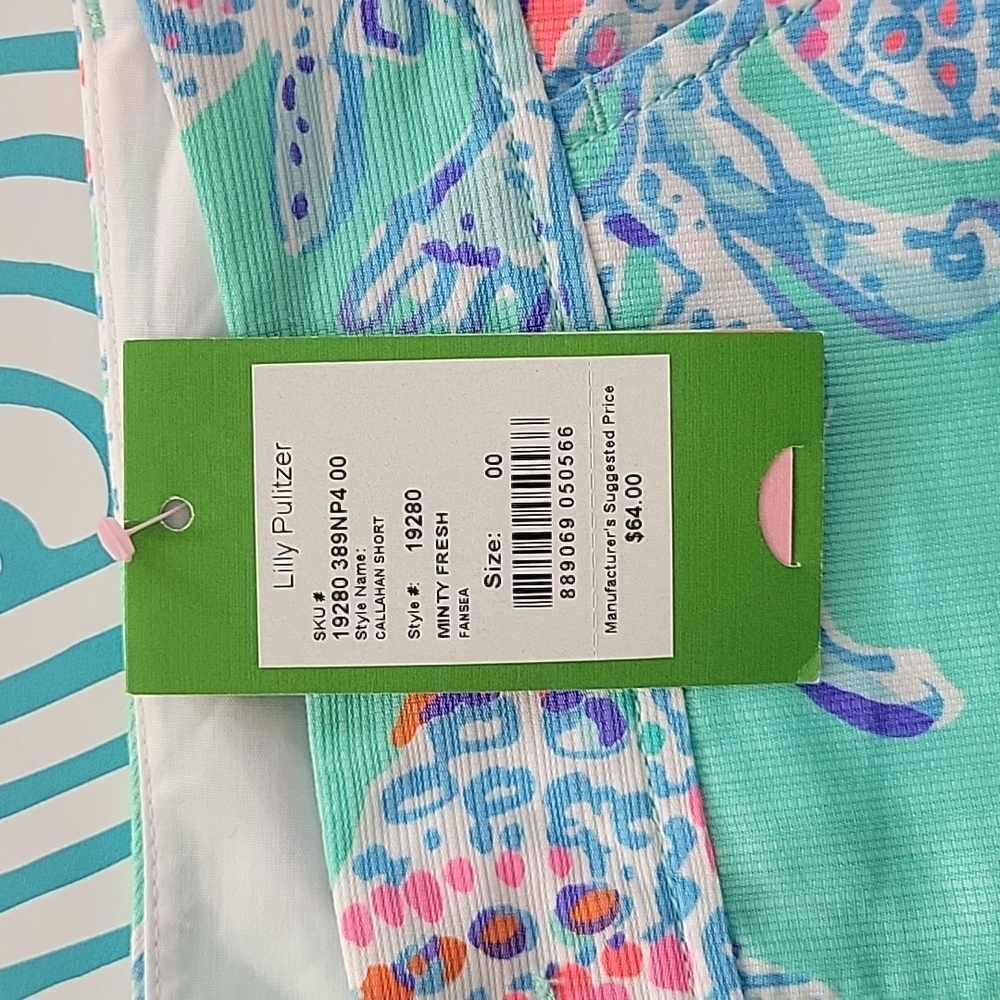 Lilly Pulitzer
SKU #
19280 389NP4 00
Style Name:
CALLAHAN SHORT
Style #: 19280
MINTY FRESH
FANSEA
Size: 00
889069 050566
Manufacturer's Suggested Price
$64.00